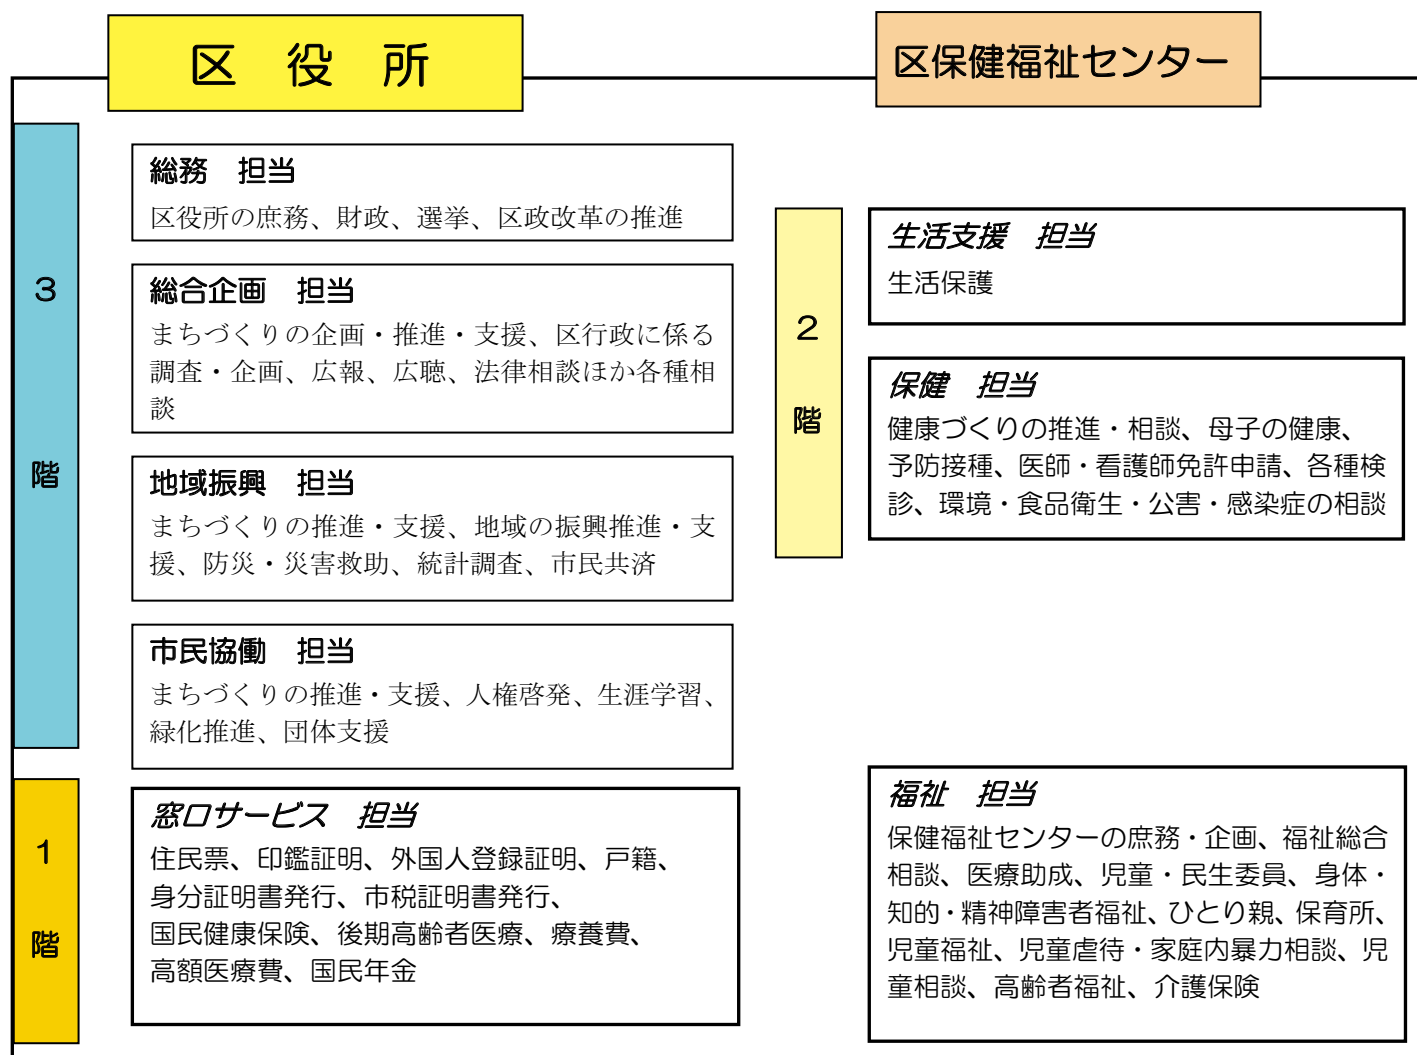 区 役 所
3
階
総務　担当
区役所の庶務、財政、選挙、区政改革の推進
総合企画　担当
まちづくりの企画・推進・支援、区行政に係る
調査・企画、広報、広聴、法律相談ほか各種相
談
地域振興　担当
まちづくりの推進・支援、地域の振興推進・支
援、防災・災害救助、統計調査、市民共済
市民協働　担当
まちづくりの推進・支援、人権啓発、生涯学習、
緑化推進、団体支援
1
階
窓口サービス　担当
住民票、印鑑証明、外国人登録証明、戸籍、
身分証明書発行、市税証明書発行、
国民健康保険、後期高齢者医療、療養費、
高額医療費、国民年金
区保健福祉センター
2
階
生活支援　担当
生活保護
保健　担当
健康づくりの推進・相談、母子の健康、
予防接種、医師・看護師免許申請、各種検
診、環境・食品衛生・公害・感染症の相談
福祉　担当
保健福祉センターの庶務・企画、福祉総合
相談、医療助成、児童・民生委員、身体・
知的・精神障害者福祉、ひとり親、保育所、
児童福祉、児童虐待・家庭内暴力相談、児
童相談、高齢者福祉、介護保険